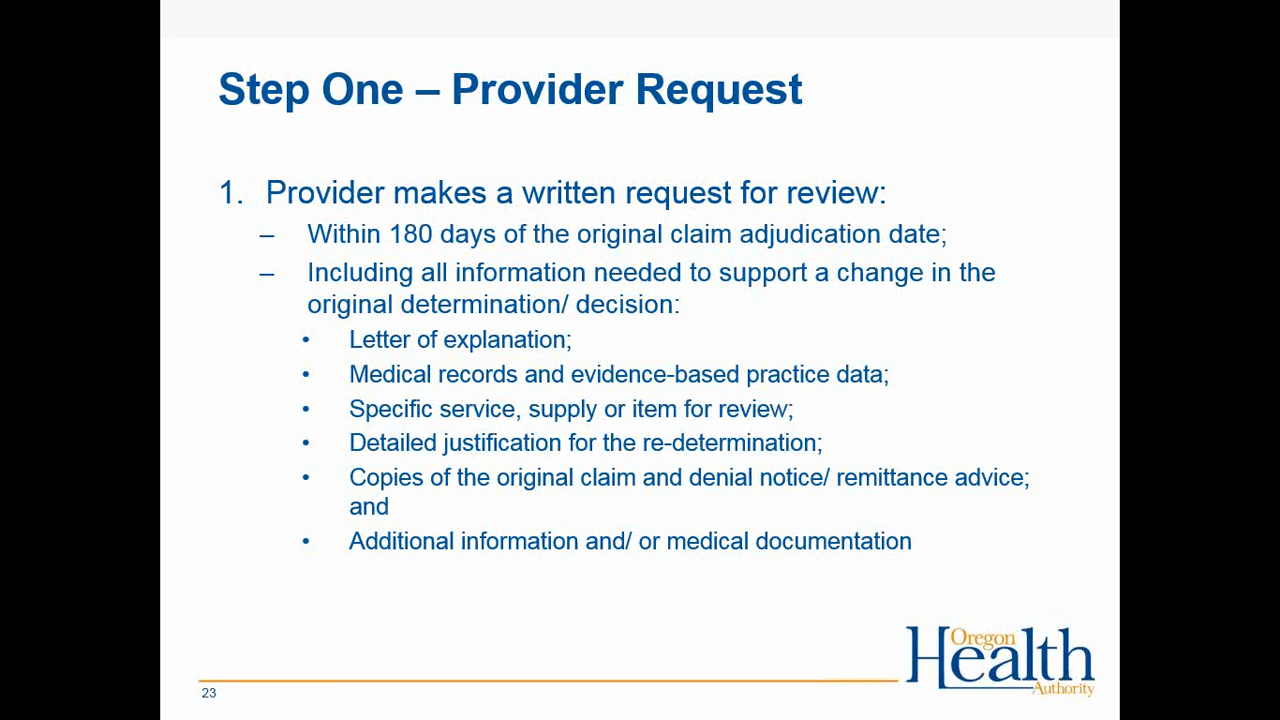 Step One – Provider Request
1. Provider makes a written request for review:
– Within 180 days of the original claim adjudication date;
– Including all information needed to support a change in the
original determination/ decision:
• Letter of explanation;
• Medical records and evidence-based practice data;
• Specific service, supply or item for review;
• Detailed justification for the re-determination;
• Copies of the original claim and denial notice/ remittance advice;
and
• Additional information and/ or medical documentation
Oregon
Health
Authority
23